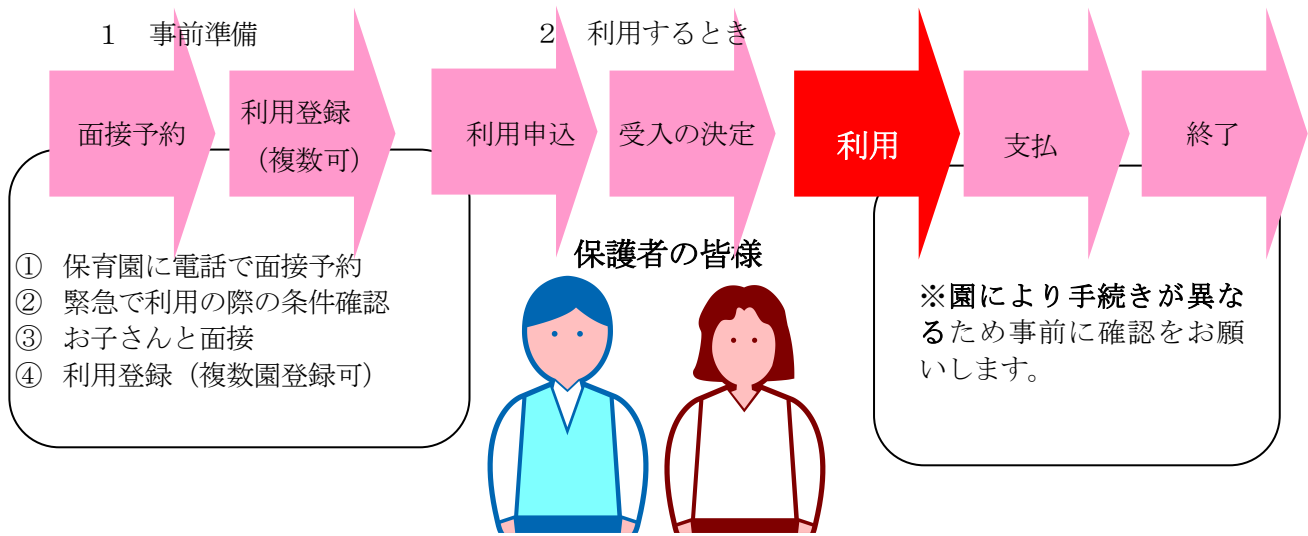 １　事前準備
２　利用するとき
面接予約
利用登録
（複数可）
利用申込
受入の決定
利用
支払
終了
①　保育園に電話で面接予約
②　緊急で利用の際の条件確認
③　お子さんと面接
④　利用登録（複数園登録可）
保護者の皆様
※園により手続きが異な
るため事前に確認をお願
いします。